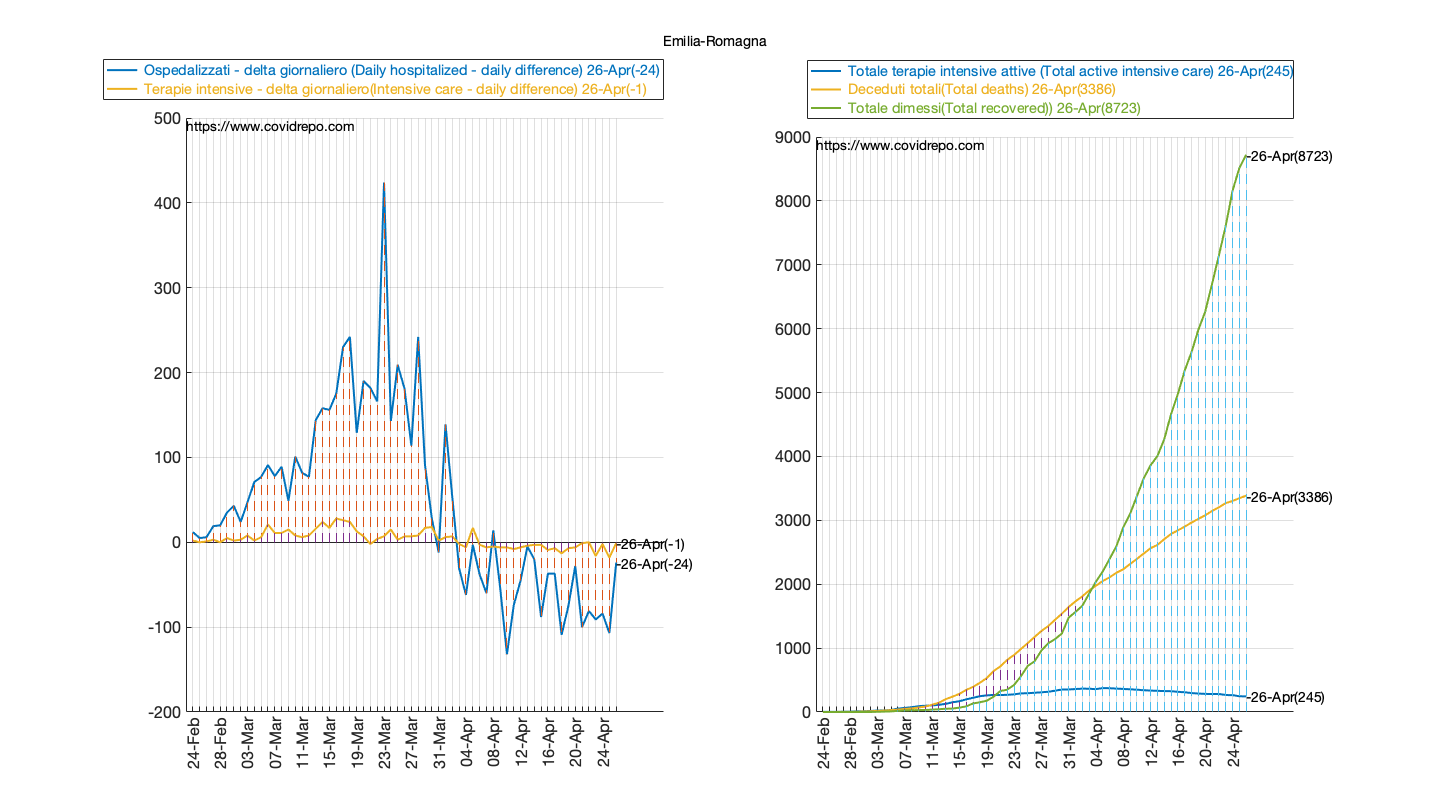 Emilia-Romagna
Ospedalizzati - delta giornaliero (Daily hospitalized - daily difference) 26-Apr(-24)
Terapie intensive - delta giornaliero(Intensive care - daily difference) 26-Apr(-1)
https://www.covidrepo.com
500
400
300
200
100
0
-100
-200
26-Apr(-1)
26-Apr(-24)
24-Feb
28-Feb
03-Mar
07-Mar
11-Mar
15-Mar
19-Mar
23-Mar
27-Mar
31-Mar
04-Apr
08-Apr
12-Apr
16-Apr
20-Apr
24-Apr
Totale terapie intensive attive (Total active intensive care) 26-Apr(245)
Deceduti totali(Total deaths) 26-Apr(3386)
Totale dimessi(Total recovered)) 26-Apr(8723)
https://www.covidrepo.com
9000
8000
7000
6000
5000
4000
3000
2000
1000
0
26-Apr(8723)
26-Apr(3386)
26-Apr(245)
24-Feb
28-Feb
03-Mar
07-Mar
11-Mar
15-Mar
19-Mar
23-Mar
27-Mar
31-Mar
04-Apr
08-Apr
12-Apr
16-Apr
20-Apr
24-Apr